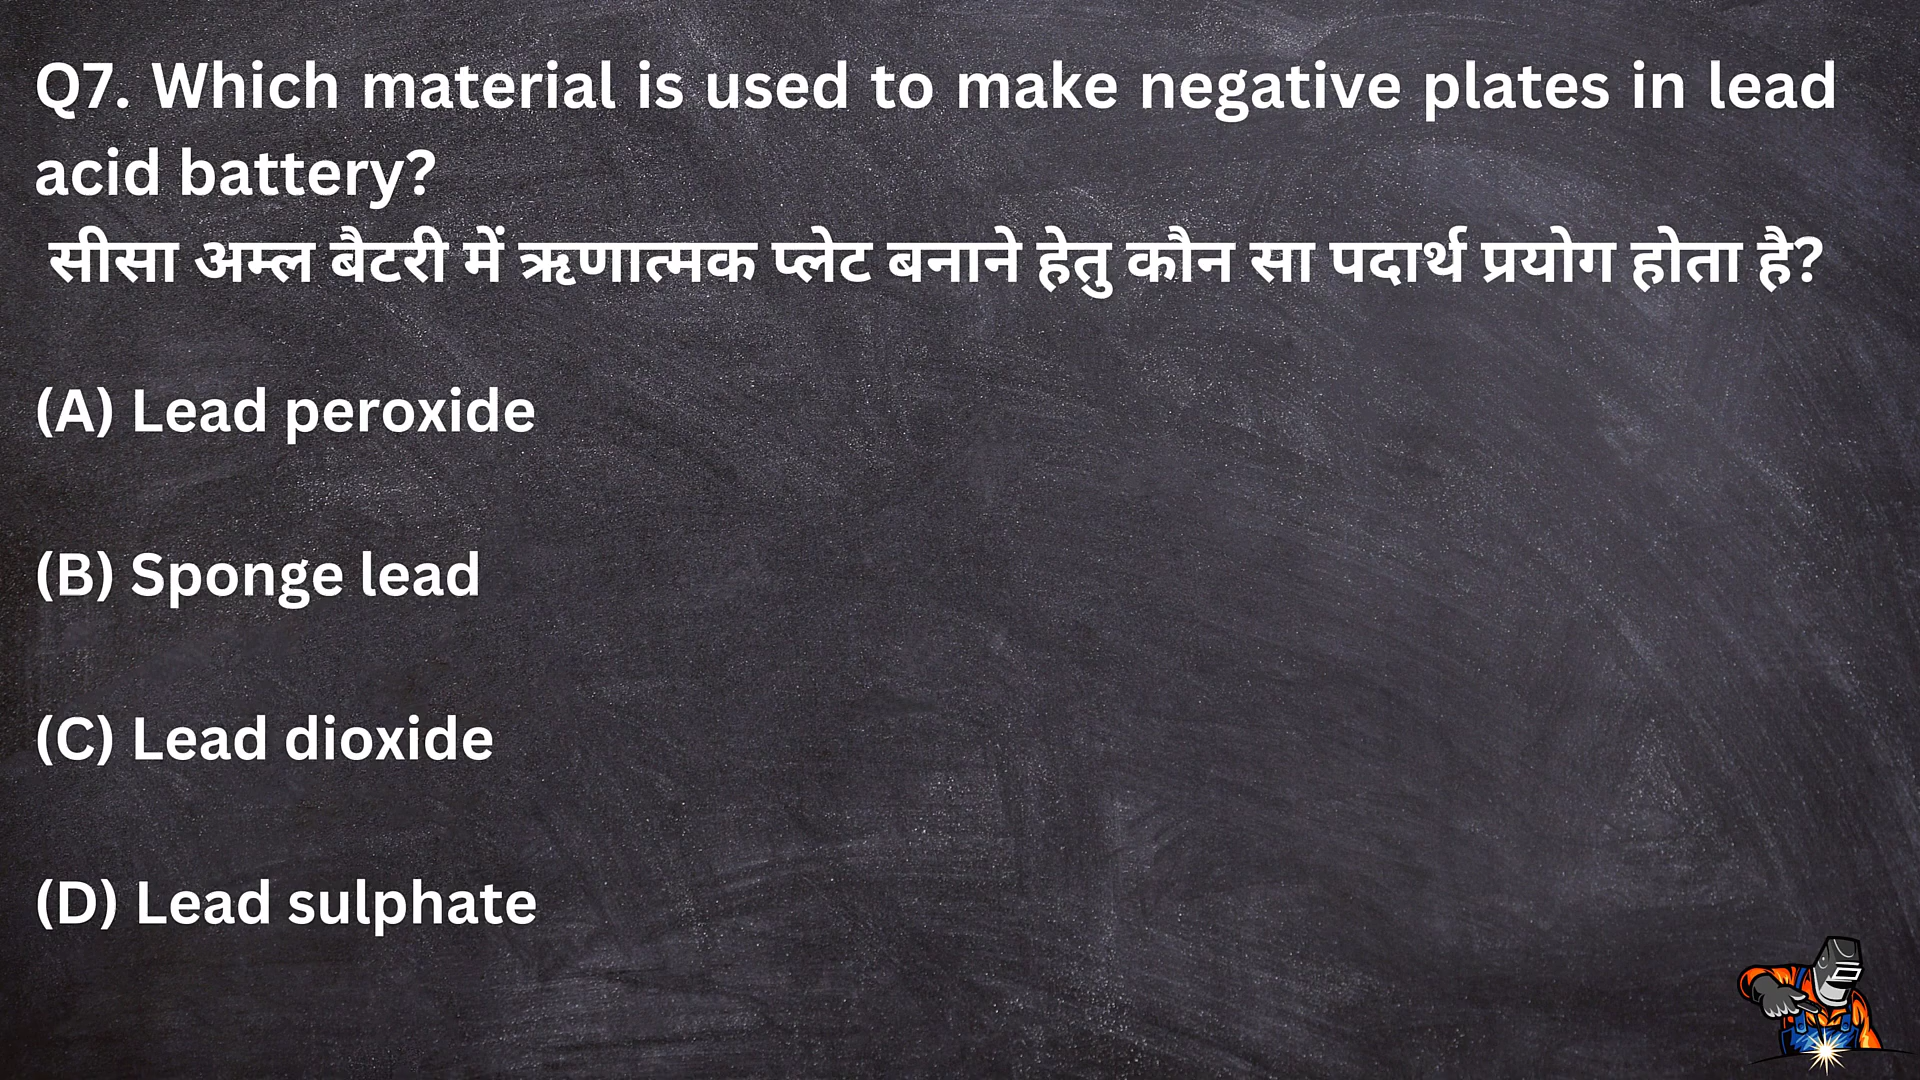 Q7. Which material is used to make negative plates in lead
acid battery?
सीसा अम्ल बैटरी में ऋणात्मक प्लेट बनाने हेतु कौन सा पदार्थ प्रयोग होता है?
(A) Lead peroxide
(B) Sponge lead
(C) Lead dioxide
(D) Lead sulphate